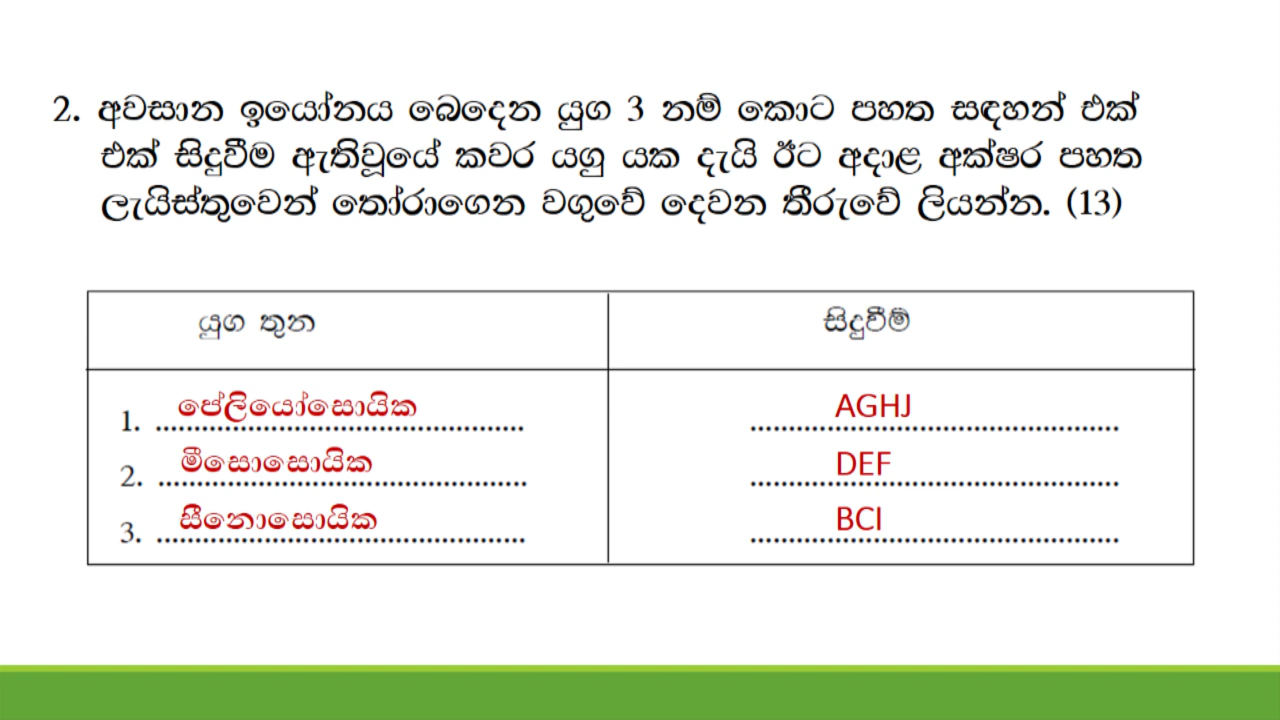 2. අවසාන ඉයෝනය බෙදෙන යුග 3 නම් කොට පහත සඳහන් එක්
එක් සිදුවීම ඇතිවූයේ කවර යගු යක දැයි ඊට අදාළ අක්ෂර පහත
ලැයිස්තුවෙන් තෝරාගෙන වගුවේ දෙවන තීරුවේ ලියන්න. (13)
යුග තුන සිදුවීම්
1. පේලියෝසොයික AGHJ
2. මීසොසොයික DEF
3. සීනොසොයික BCI